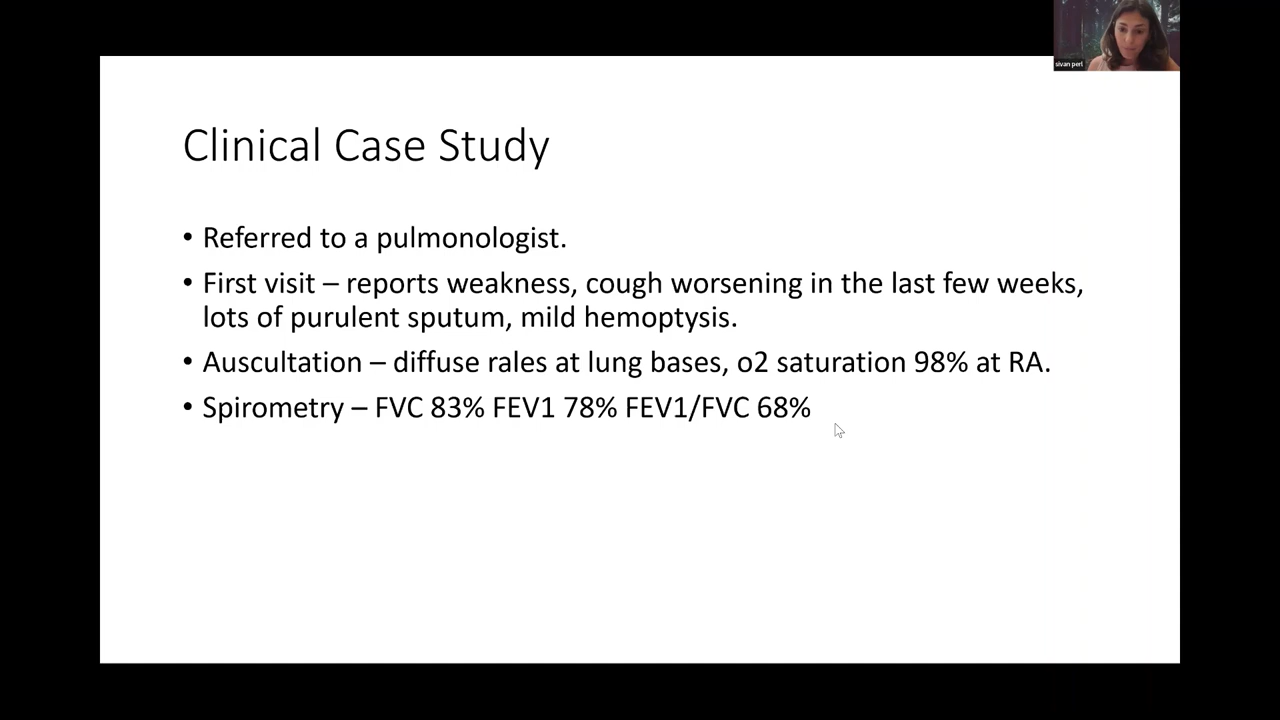 sivan perl
Clinical Case Study
• Referred to a pulmonologist.
• First visit – reports weakness, cough worsening in the last few weeks,
lots of purulent sputum, mild hemoptysis.
• Auscultation – diffuse rales at lung bases, o2 saturation 98% at RA.
• Spirometry – FVC 83% FEV1 78% FEV1/FVC 68%